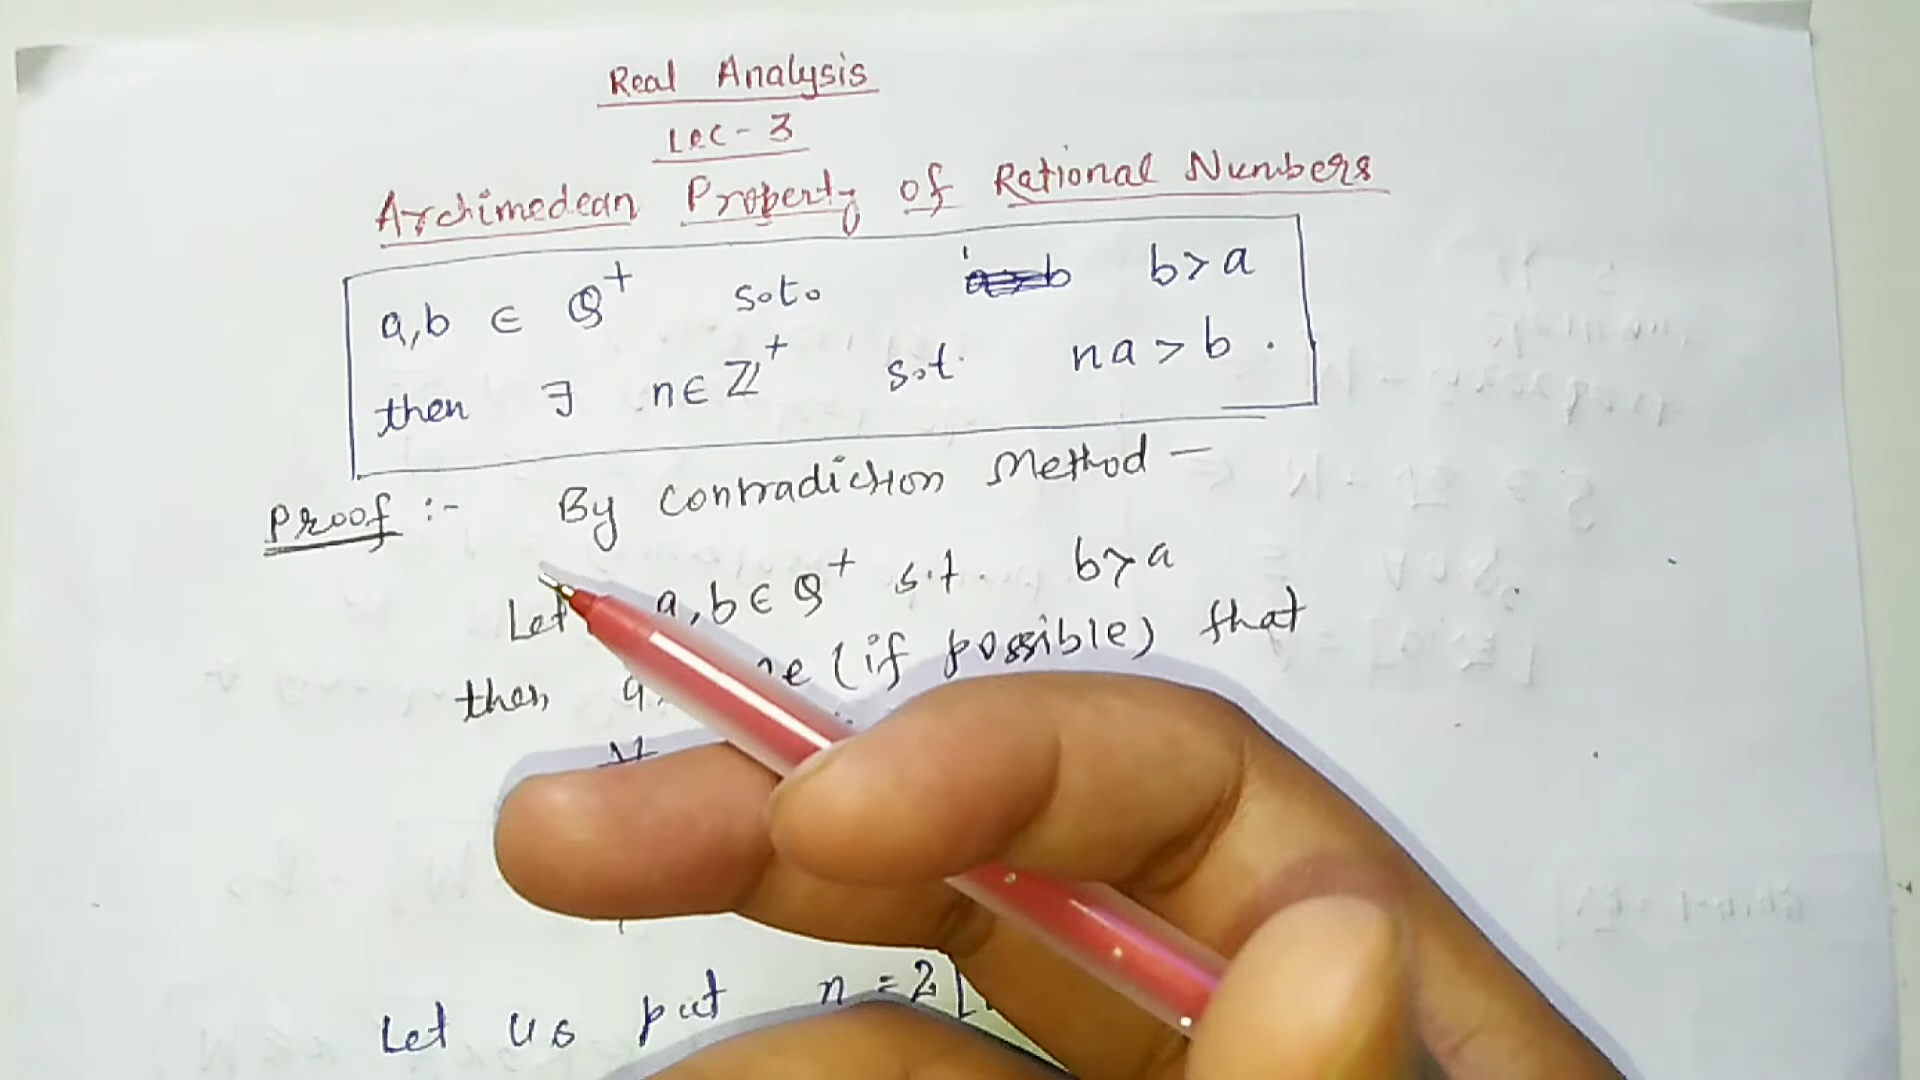 Real Analysis
Lec - 3
Archimedean Property of Rational Numbers
a,b ∈ Q⁺ s.t. b > a
then ∃ n ∈ ℤ⁺ s.t. na > b .
Proof :- By Contradiction Method —
Let a,b ∈ Q⁺ s.t. b > a
then (if possible) that
Let us put n = 2